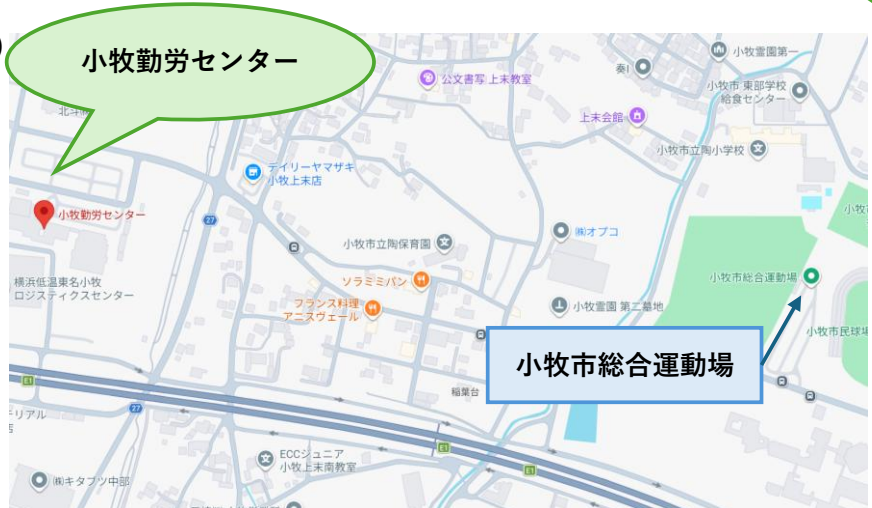 小牧勤労センター
小牧霊園第一
奏I
公文書写 上末教室
小牧市 東部学校
給食センター
上末会館
小牧市立陶小学校
デイリーヤマザキ
小牧上末店
小牧勤労センター
27
小牧市立陶保育園
㈱オプコ
小牧市総合運動場
横浜低温東名小牧
ロジスティクスセンター
ソラミミパン
フランス料理
アニスヴェール
小牧霊園 第二墓地
小牧市民球場
小牧市総合運動場
稲葉台
E1
27
E1
E1
ECCジュニア
小牧上末南教室
㈱キタフツ中部